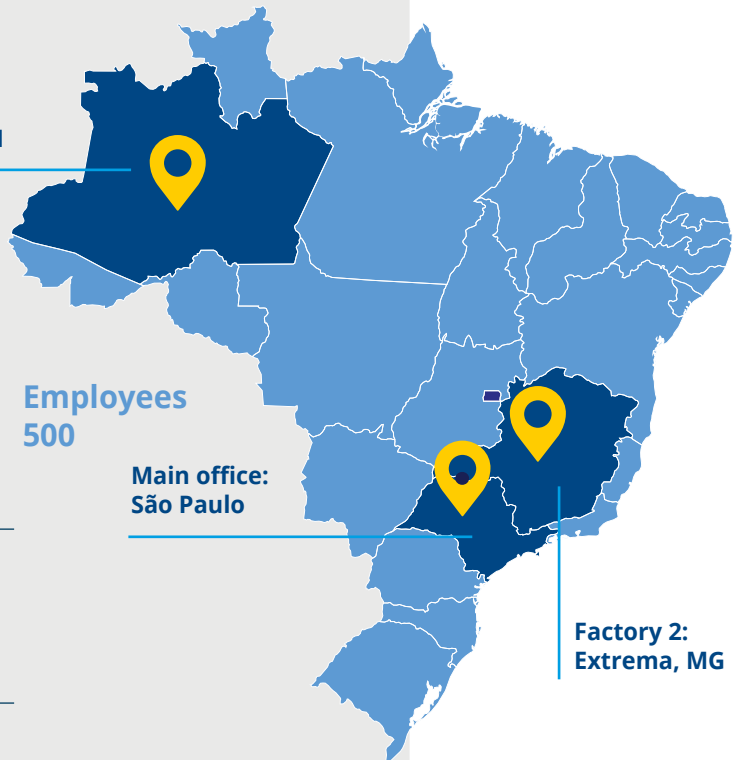 Employees
500
Main office:
São Paulo
Factory 2:
Extrema, MG